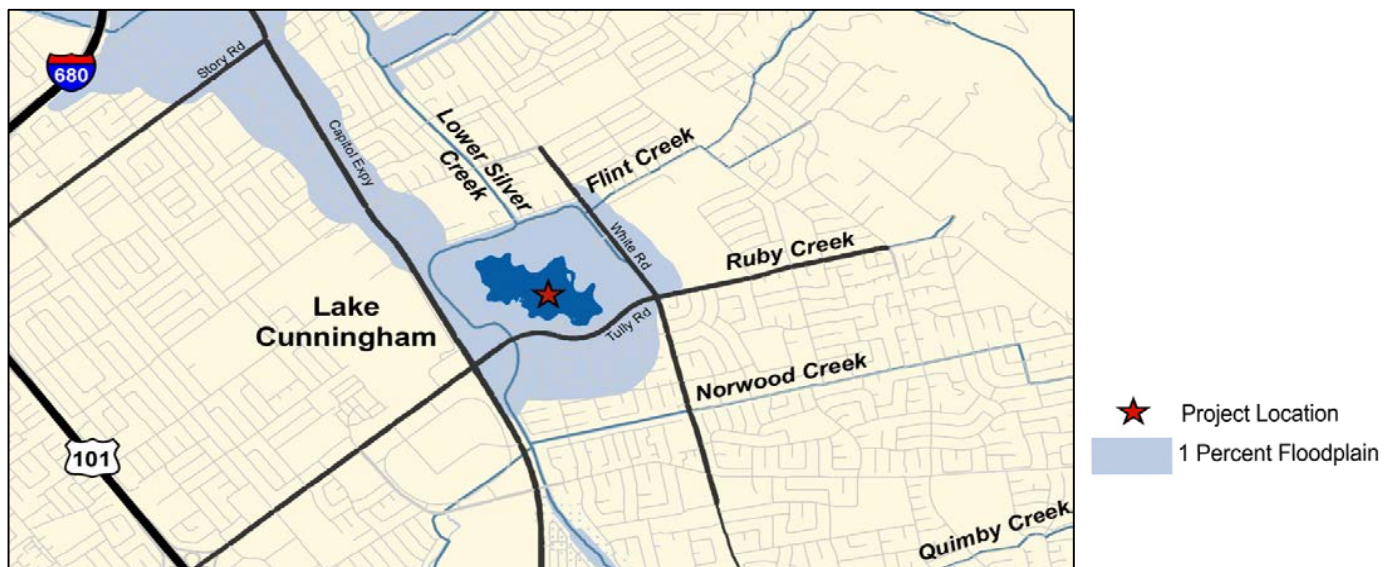 680
Story Rd
Capitol Expy
Lower Silver
Creek
Flint Creek
White Rd
Ruby Creek
Lake
Cunningham
Tully Rd
Norwood Creek
101
Quimby Creek
Project Location
1 Percent Floodplain